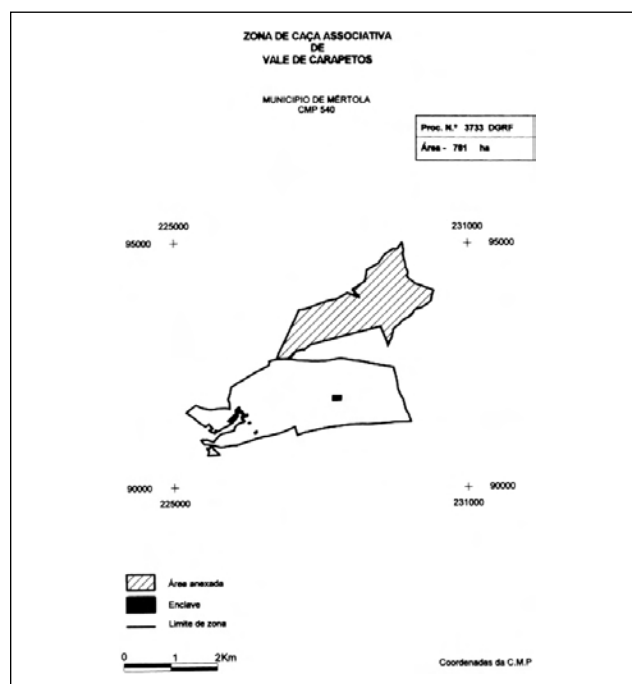 ZONA DE CAÇA ASSOCIATIVA
DE
VALE DE CARAPETOS
MUNICIPIO DE MÉRTOLA
CMP 540
Proc. N.º 3733 DGRF
Área - 781 ha
225000
231000
95000
95000
90000
90000
225000
231000
Área anexada
Enclave
Limite de zona
0 1 2Km
Coordenadas da C.M.P